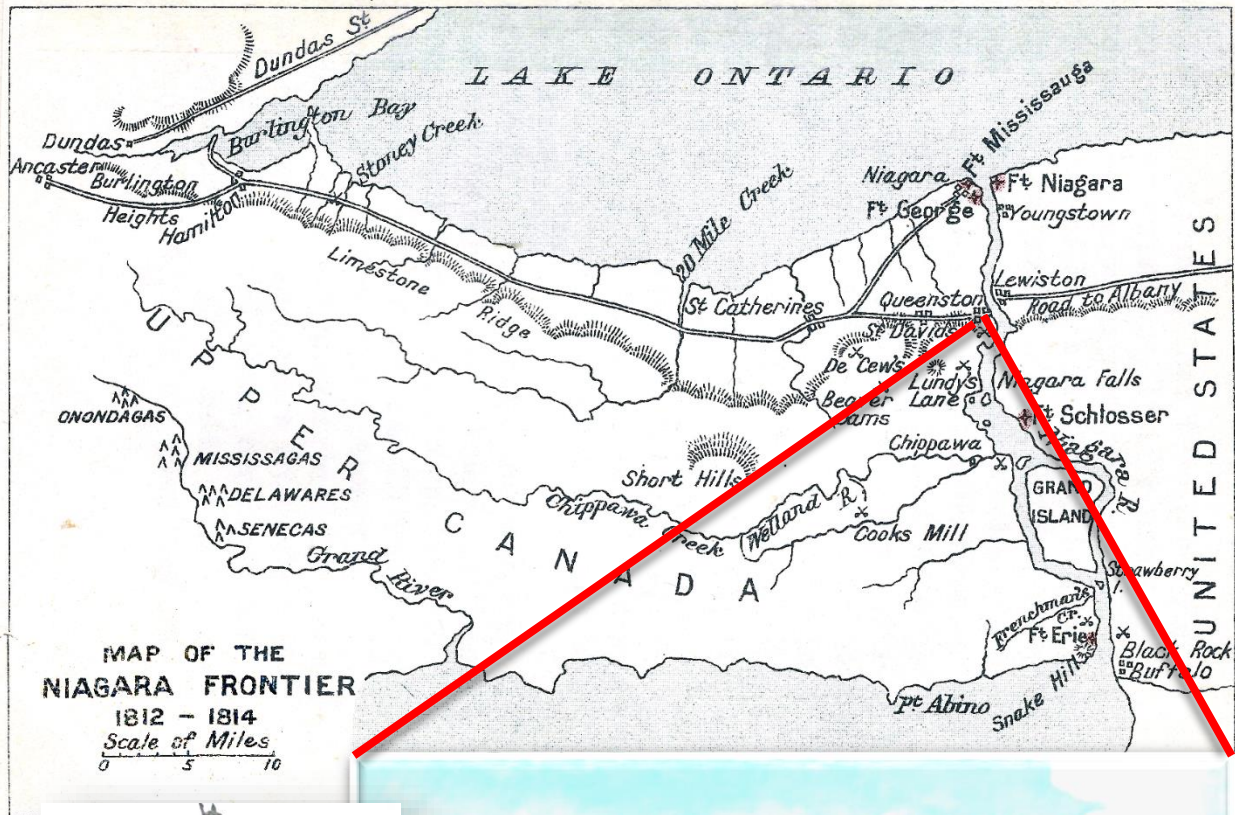 Dundas St
LAKE ONTARIO
Burlington Bay
Dundas
Stoney Creek
Ft Mississauga
Ancaster
Burlington
Heights
Hamilton
20 Mile Creek
Niagara
Ft Niagara
Ft George
Youngstown
Limestone
Ridge
St Catherines
Queenston
Lewiston
Road to Albany
St Davids
De Cew's
Lundy's
Lane
Niagara Falls
Beaver
Dams
Ft Schlosser
UPPER
CANADA
UNITED STATES
ONONDAGAS
MISSISSAGAS
DELAWARES
SENECAS
Grand
River
Short Hills
Chippawa
Niagara R.
GRAND
ISLAND
Chippawa
Creek
Welland R
Cooks Mill
Strawberry
I.
Frenchmans
Cr.
Ft Erie
Black Rock
Buffalo
Snake Hill
Pt Abino
MAP OF THE
NIAGARA FRONTIER
1812 - 1814
Scale of Miles
0 5 10